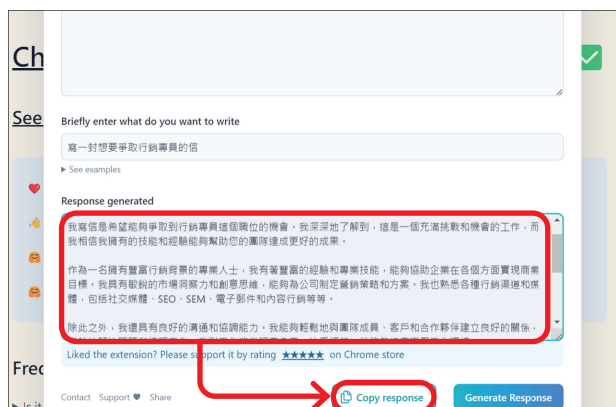 Ch
See
Briefly enter what do you want to write
寫一封想要爭取行銷專員的信
▶ See examples
Response generated
我寫信是希望能夠爭取到行銷專員這個職位的機會。我深深地了解到，這是一個充滿挑戰和機會的工作，而
我相信我擁有的技能和經驗能夠幫助您的團隊達成更好的成果。
作為一名擁有豐富行銷背景的專業人士，我有著豐富的經驗和專業技能，能夠協助企業在各個方面實現商業
目標。我具有敏銳的市場洞察力和創意思維，能夠為公司制定營銷策略和方案。我也熟悉各種行銷渠道和媒
體，包括社交媒體、SEO、SEM、電子郵件和內容行銷等等。
除此之外，我還具有良好的溝通和協調能力。我能夠輕鬆地與團隊成員、客戶和合作夥伴建立良好的關係，
Liked the extension? Please support it by rating ★★★★★ on Chrome store
Freq
Contact Support ♥ Share
Copy response
Generate Response
▶ Is it